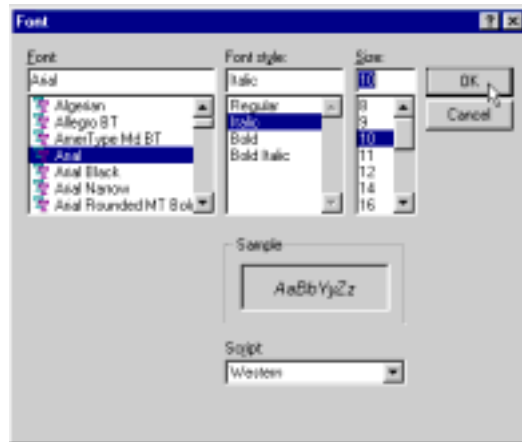 Font
Font: Font style: Size:
Arial Italic 10 OK
Algerian Regular 8 Cancel
Allegro BT Italic 9
AmerType Md BT Bold 10
Arial Bold Italic 11
Arial Black 12
Arial Narrow 14
Arial Rounded MT Bol 16
Sample
AaBbYyZz
Script:
Western